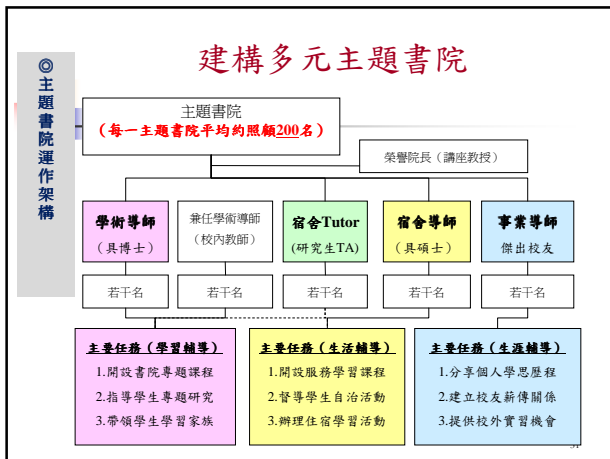 建構多元主題書院
◎主題書院運作架構
主題書院
（每一主題書院平均約照顧200名）
榮譽院長（講座教授）
學術導師
（具博士）
兼任學術導師
（校內教師）
宿舍Tutor
(研究生TA)
宿舍導師
（具碩士）
事業導師
傑出校友
若干名
若干名
若干名
若干名
若干名
主要任務（學習輔導）
1.開設書院專題課程
2.指導學生專題研究
3.帶領學生學習家族
主要任務（生活輔導）
1.開設服務學習課程
2.督導學生自治活動
3.辦理住宿學習活動
主要任務（生涯輔導）
1.分享個人學思歷程
2.建立校友薪傳關係
3.提供校外實習機會